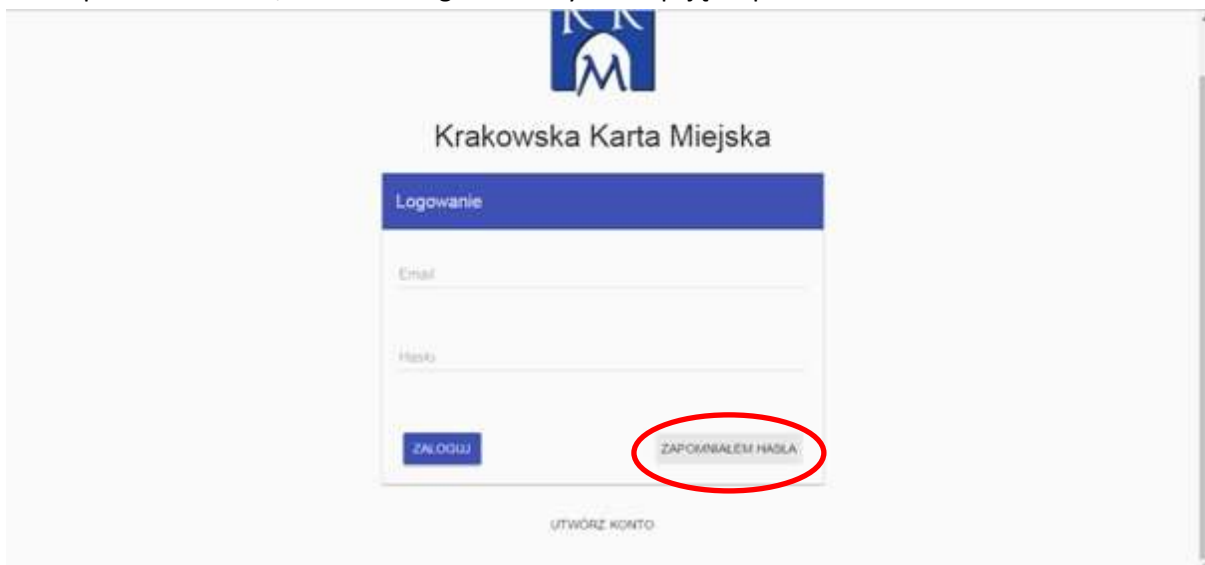 K K
M
Krakowska Karta Miejska
Logowanie
Email
Hasło
ZALOGUJ
ZAPOMNIAŁEM HASŁA
UTWÓRZ KONTO